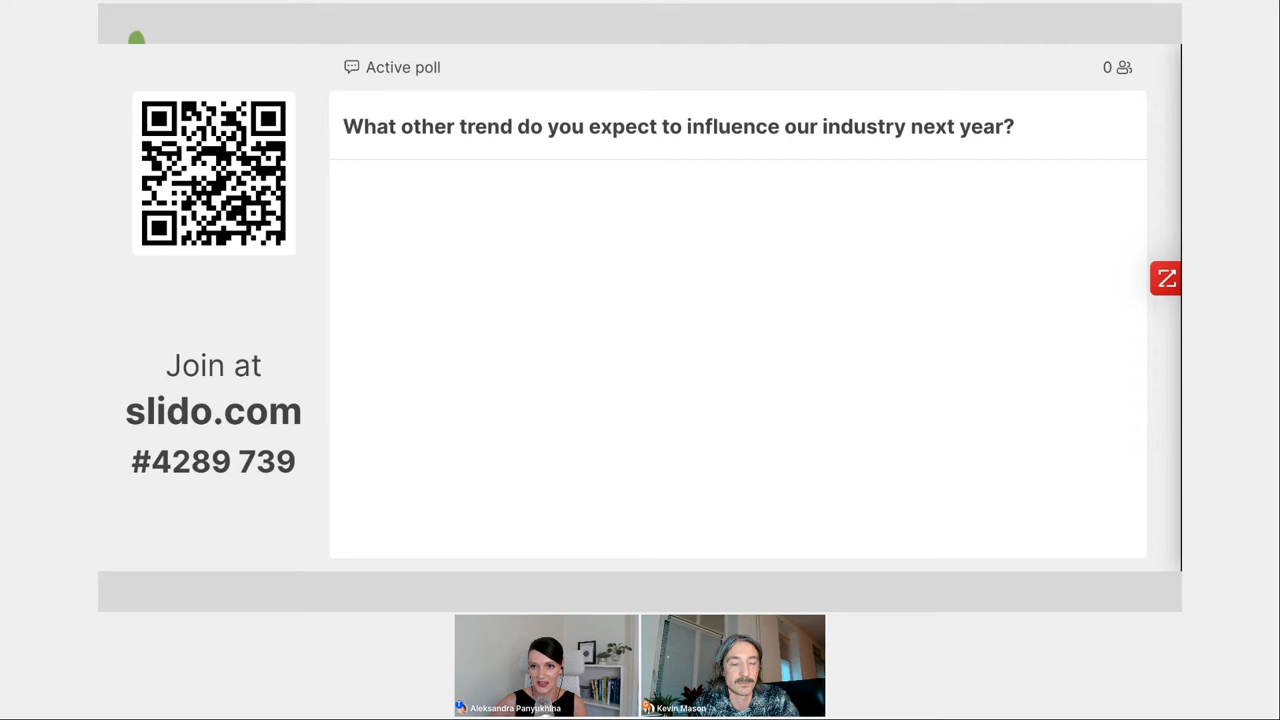 Active poll
0
What other trend do you expect to influence our industry next year?
Join at
slido.com
#4289 739
Aleksandra Panyukhina
Kevin Mason